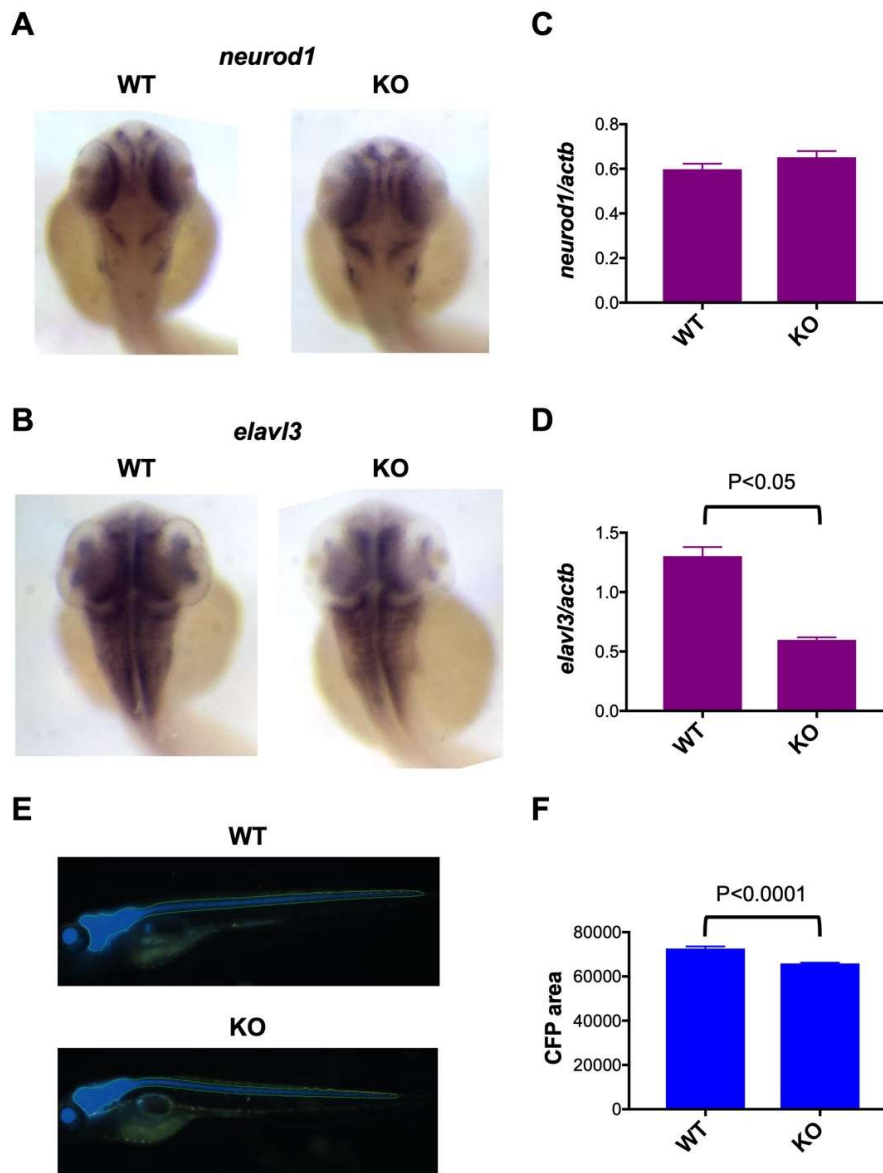 A
neurod1
WT KO
C
0.8
0.6
0.4
0.2
0.0
neurod1/actb
WT
KO
B
elavl3
WT KO
D
P<0.05
1.5
1.0
0.5
0.0
elavl3/actb
WT
KO
E
WT
KO
F
P<0.0001
80000
60000
40000
20000
0
CFP area
WT
KO